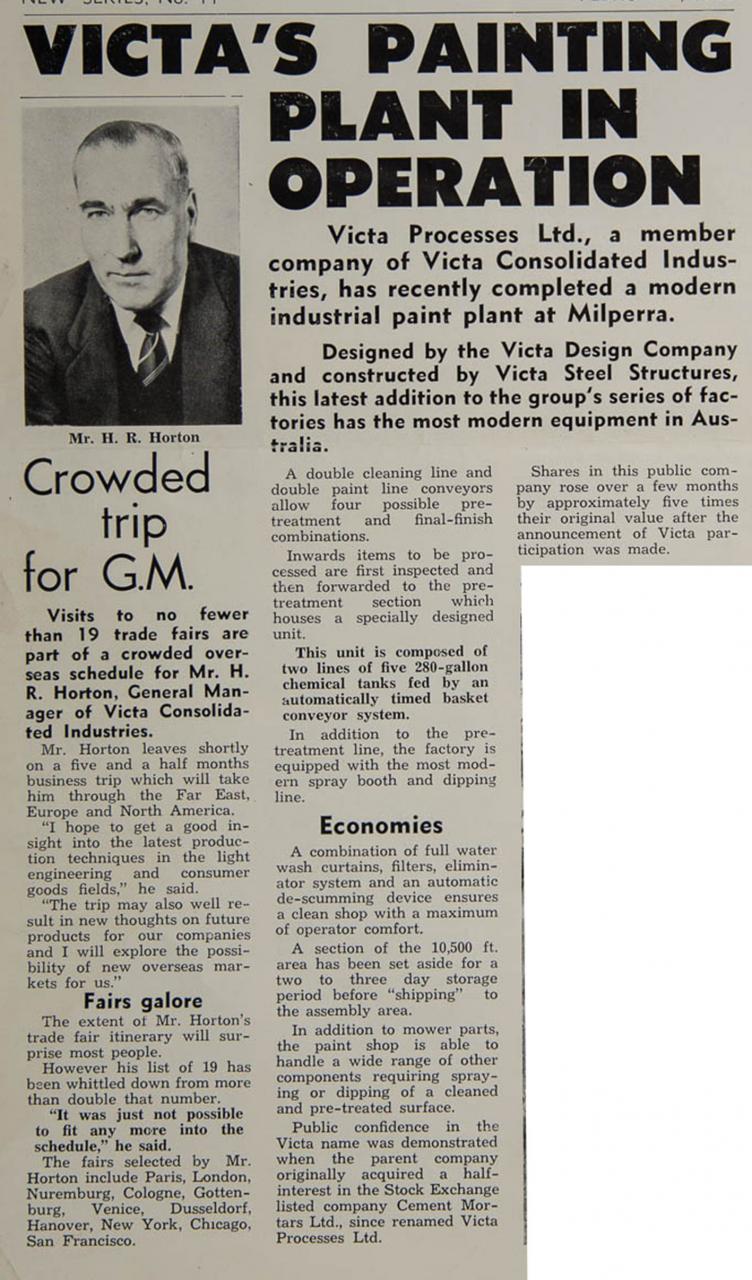 NEW SERIES, No. 11
VICTA'S PAINTING
PLANT IN
OPERATION
Mr. H. R. Horton
Victa Processes Ltd., a member
company of Victa Consolidated Indus-
tries, has recently completed a modern
industrial paint plant at Milperra.
Designed by the Victa Design Company
and constructed by Victa Steel Structures,
this latest addition to the group's series of fac-
tories has the most modern equipment in Aus-
tralia.
Crowded
trip
for G.M.
Visits to no fewer
than 19 trade fairs are
part of a crowded over-
seas schedule for Mr. H.
R. Horton, General Man-
ager of Victa Consolida-
ted Industries.
Mr. Horton leaves shortly
on a five and a half months
business trip which will take
him through the Far East,
Europe and North America.
"I hope to get a good in-
sight into the latest produc-
tion techniques in the light
engineering and consumer
goods fields," he said.
"The trip may also well re-
sult in new thoughts on future
products for our companies
and I will explore the possi-
bility of new overseas mar-
kets for us."
Fairs galore
The extent of Mr. Horton's
trade fair itinerary will sur-
prise most people.
However his list of 19 has
been whittled down from more
than double that number.
"It was just not possible
to fit any more into the
schedule," he said.
The fairs selected by Mr.
Horton include Paris, London,
Nuremburg, Cologne, Gotten-
burg, Venice, Dusseldorf,
Hanover, New York, Chicago,
San Francisco.
A double cleaning line and
double paint line conveyors
allow four possible pre-
treatment and final-finish
combinations.
Inwards items to be pro-
cessed are first inspected and
then forwarded to the pre-
treatment section which
houses a specially designed
unit.
This unit is composed of
two lines of five 280-gallon
chemical tanks fed by an
automatically timed basket
conveyor system.
In addition to the pre-
treatment line, the factory is
equipped with the most mod-
ern spray booth and dipping
line.
Economies
A combination of full water
wash curtains, filters, elimin-
ator system and an automatic
de-scumming device ensures
a clean shop with a maximum
of operator comfort.
A section of the 10,500 ft.
area has been set aside for a
two to three day storage
period before "shipping" to
the assembly area.
In addition to mower parts,
the paint shop is able to
handle a wide range of other
components requiring spray-
ing or dipping of a cleaned
and pre-treated surface.
Public confidence in the
Victa name was demonstrated
when the parent company
originally acquired a half-
interest in the Stock Exchange
listed company Cement Mor-
tars Ltd., since renamed Victa
Processes Ltd.
Shares in this public com-
pany rose over a few months
by approximately five times
their original value after the
announcement of Victa par-
ticipation was made.